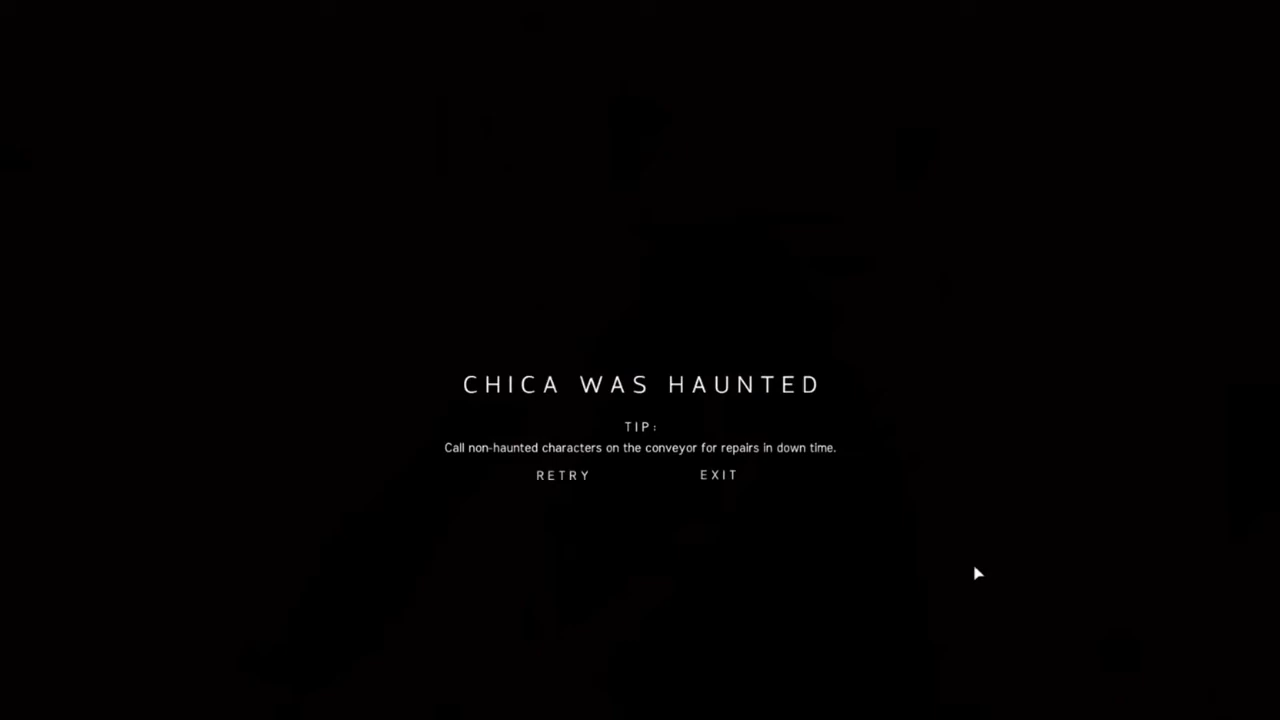 CHICA WAS HAUNTED
TIP:
Call non-haunted characters on the conveyor for repairs in down time.
RETRY EXIT